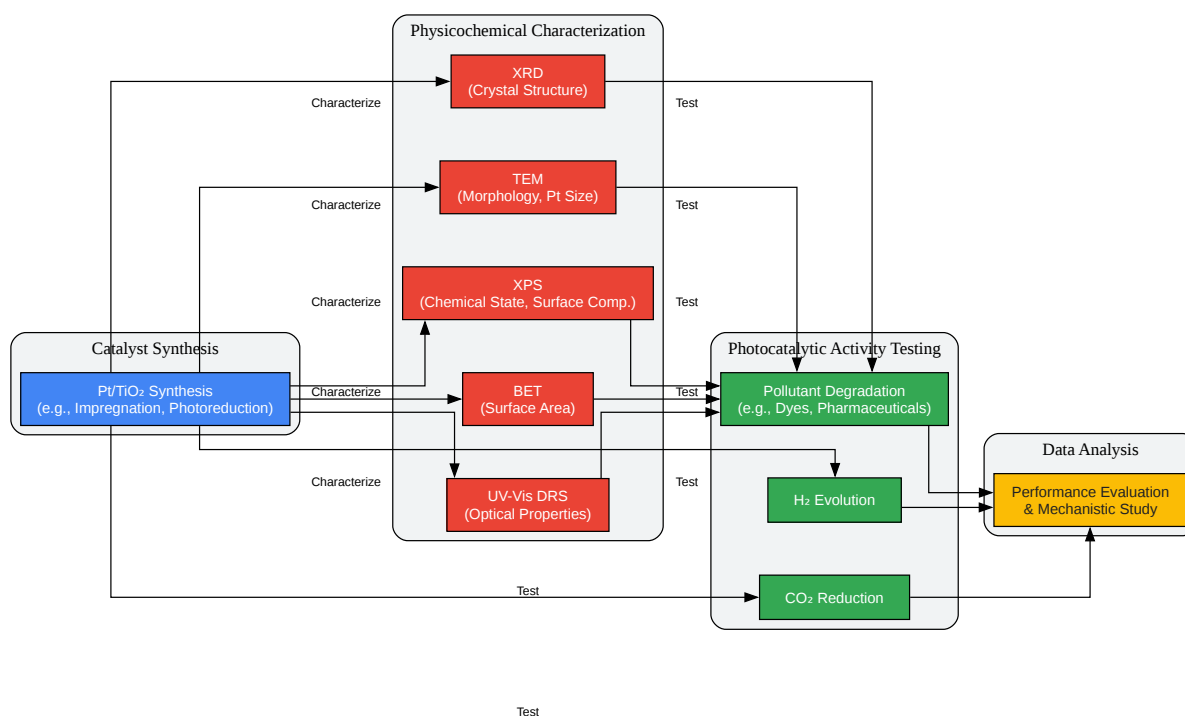 Physicochemical Characterization
XRD
(Crystal Structure)
Characterize
Test
TEM
(Morphology, Pt Size)
Characterize
Test
XPS
(Chemical State, Surface Comp.)
Characterize
Test
Catalyst Synthesis
Photocatalytic Activity Testing
Pt/TiO₂ Synthesis
(e.g., Impregnation, Photoreduction)
Characterize
BET
(Surface Area)
Test
Pollutant Degradation
(e.g., Dyes, Pharmaceuticals)
Data Analysis
Characterize
UV-Vis DRS
(Optical Properties)
Test
H₂ Evolution
Performance Evaluation
& Mechanistic Study
Test
CO₂ Reduction
Test